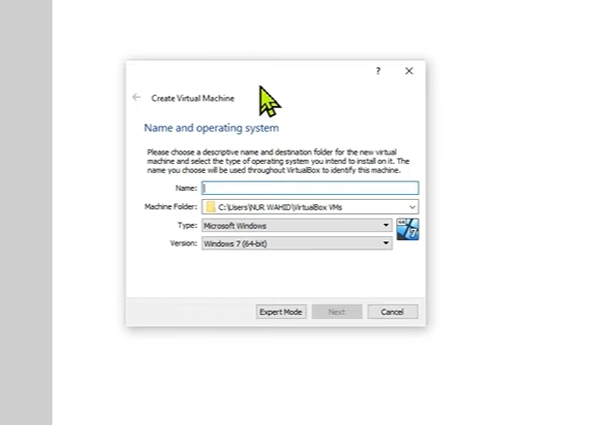 ?
Create Virtual Machine
Name and operating system
Please choose a descriptive name and destination folder for the new virtual
machine and select the type of operating system you intend to install on it. The
name you choose will be used throughout VirtualBox to identify this machine.
Name:
Machine Folder: C:\Users\NUR WAHID\VirtualBox VMs
Type: Microsoft Windows
Version: Windows 7 (64-bit)
64
7
Expert Mode Next Cancel